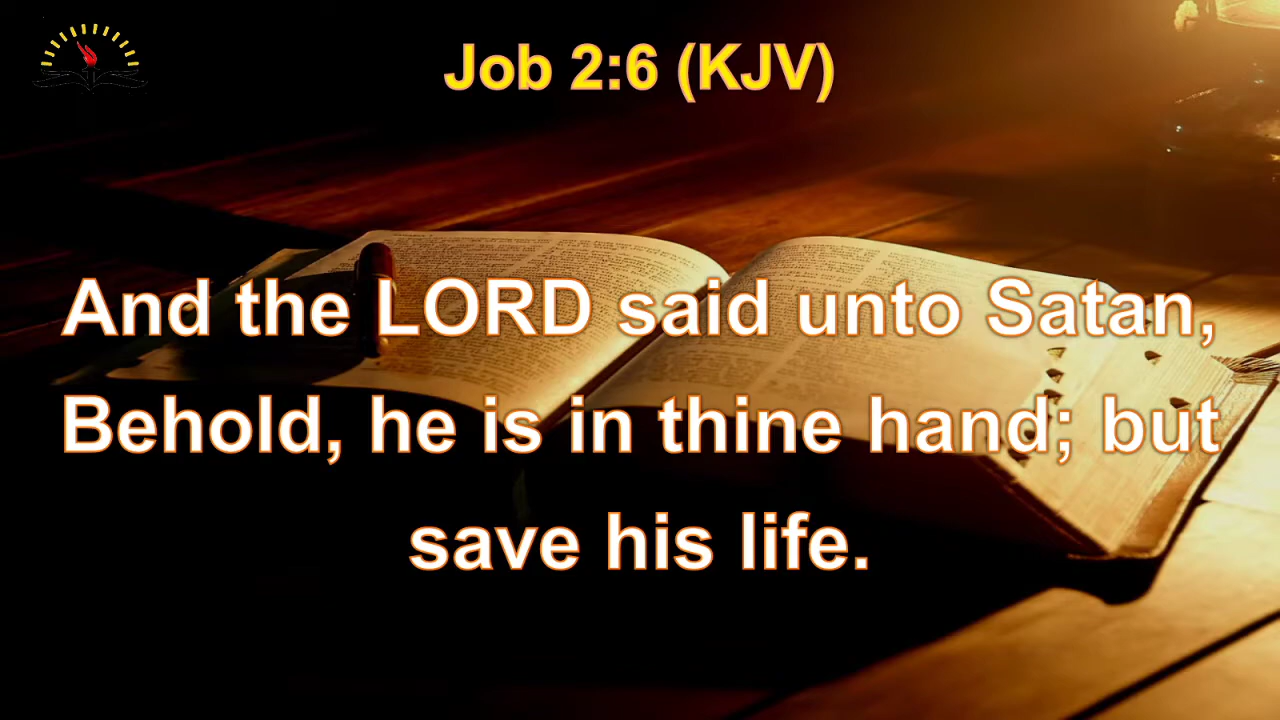 Job 2:6 (KJV)
And the LORD said unto Satan,
Behold, he is in thine hand; but
save his life.